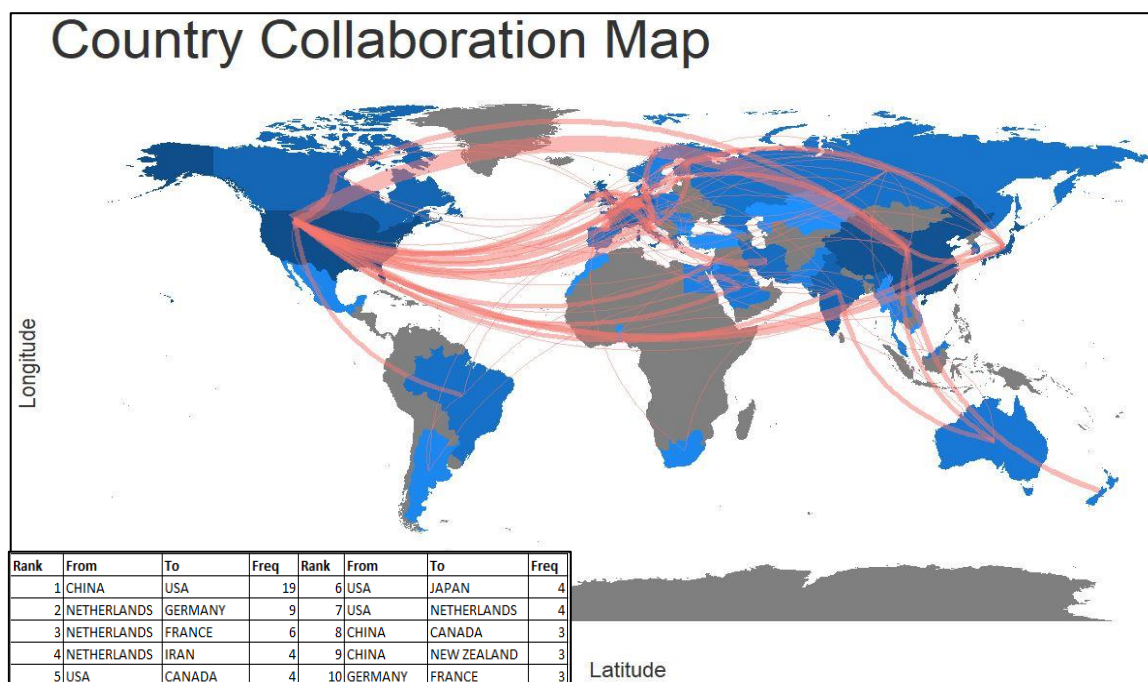 Country Collaboration Map
Longitude
Rank From To Freq Rank From To Freq
1 CHINA USA 19 6 USA JAPAN 4
2 NETHERLANDS GERMANY 9 7 USA NETHERLANDS 4
3 NETHERLANDS FRANCE 6 8 CHINA CANADA 3
4 NETHERLANDS IRAN 4 9 CHINA NEW ZEALAND 3
5 USA CANADA 4 10 GERMANY FRANCE 3
Latitude